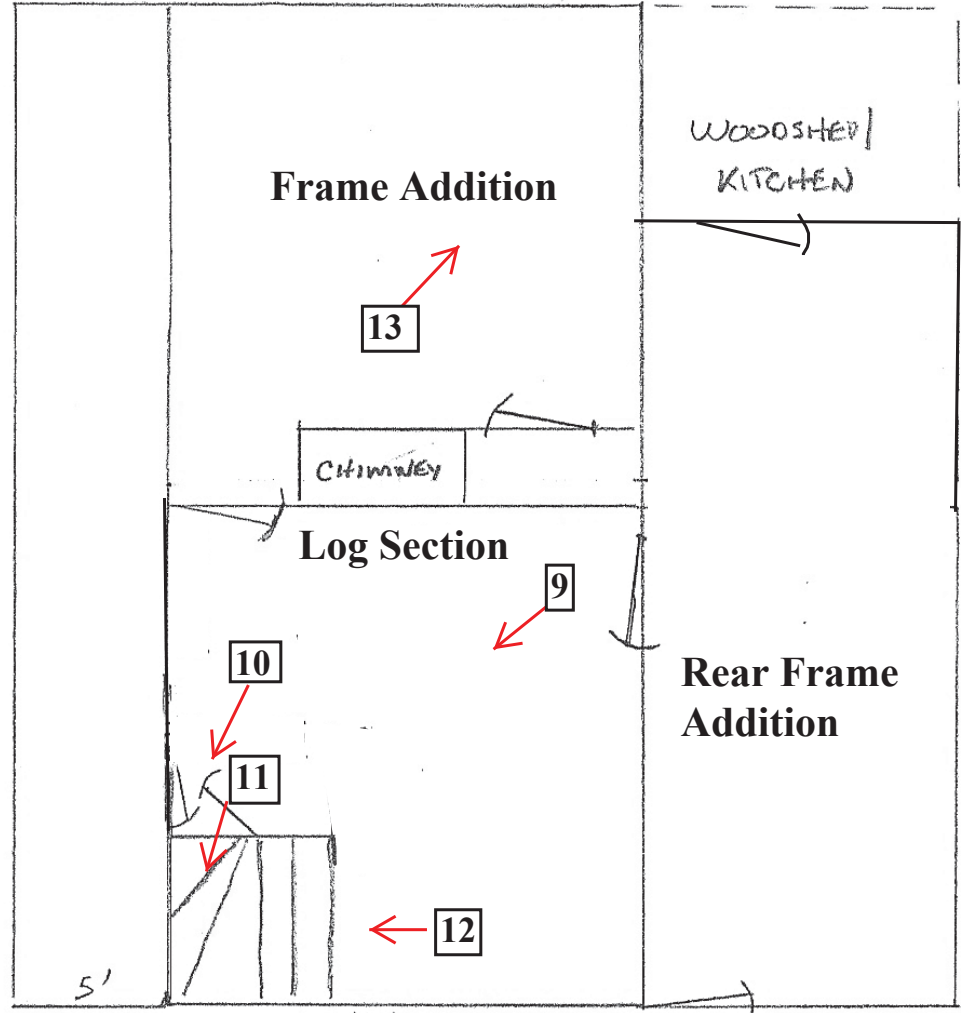 WOODSHED/
KITCHEN
Frame Addition
13
CHIMNEY
Log Section
9
10
Rear Frame
Addition
11
12
5'